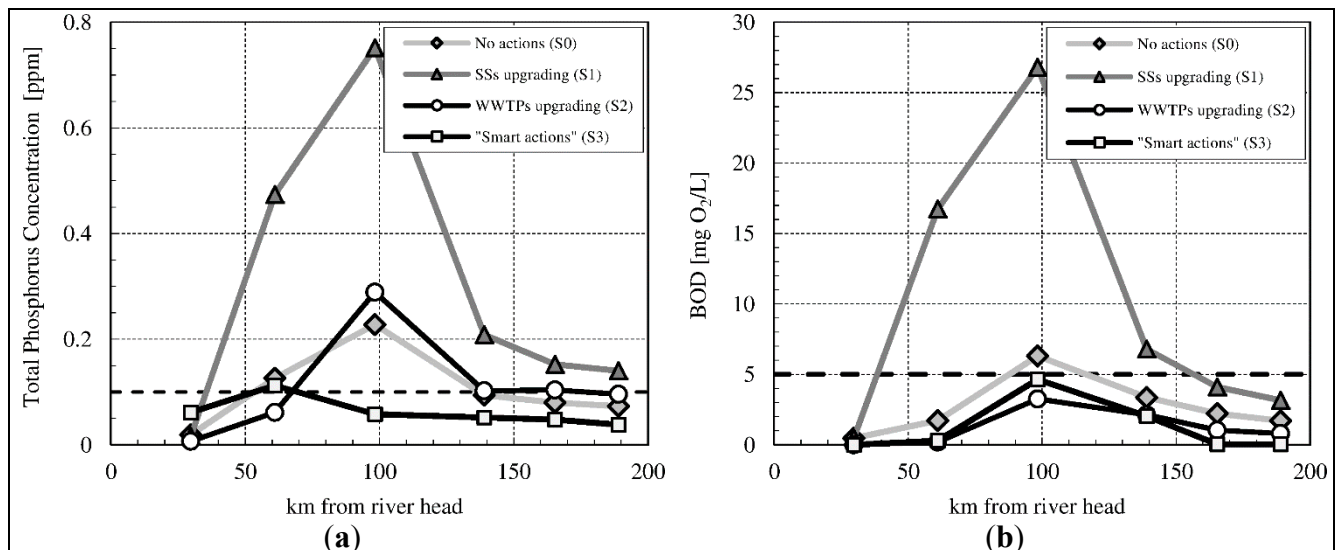 Total Phosphorus Concentration [ppm]
0.8
0.6
0.4
0.2
0
No actions (S0)
SSs upgrading (S1)
WWTPs upgrading (S2)
"Smart actions" (S3)
0 50 100 150 200
km from river head
(a)
BOD [mg O₂/L]
30
25
20
15
10
5
0
No actions (S0)
SSs upgrading (S1)
WWTPs upgrading (S2)
"Smart actions" (S3)
0 50 100 150 200
km from river head
(b)